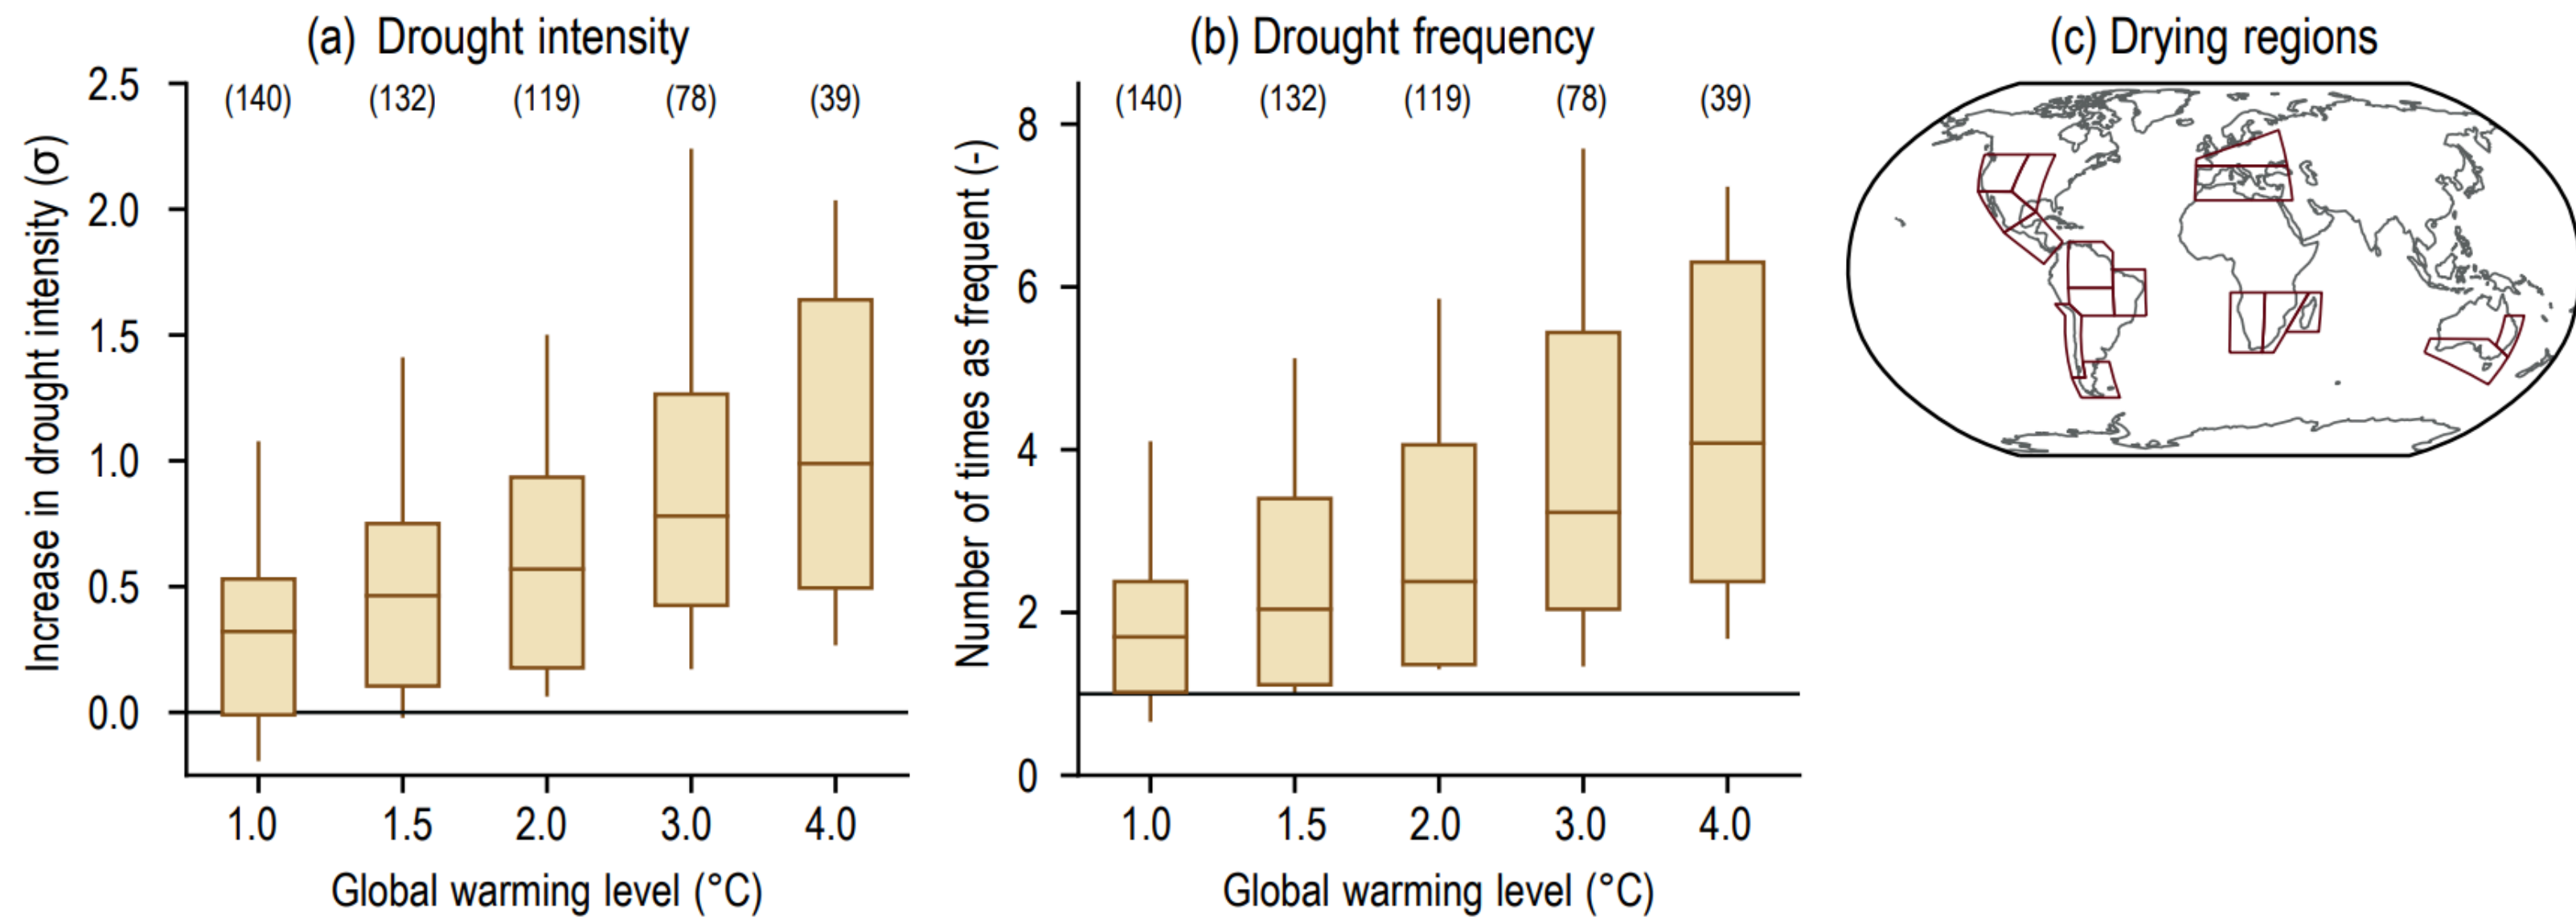 (a) Drought intensity
Increase in drought intensity (σ)
2.5
2.0
1.5
1.0
0.5
0.0
(140) (132) (119) (78) (39)
1.0 1.5 2.0 3.0 4.0
Global warming level (°C)
(b) Drought frequency
Number of times as frequent (-)
8
6
4
2
0
(140) (132) (119) (78) (39)
1.0 1.5 2.0 3.0 4.0
Global warming level (°C)
(c) Drying regions